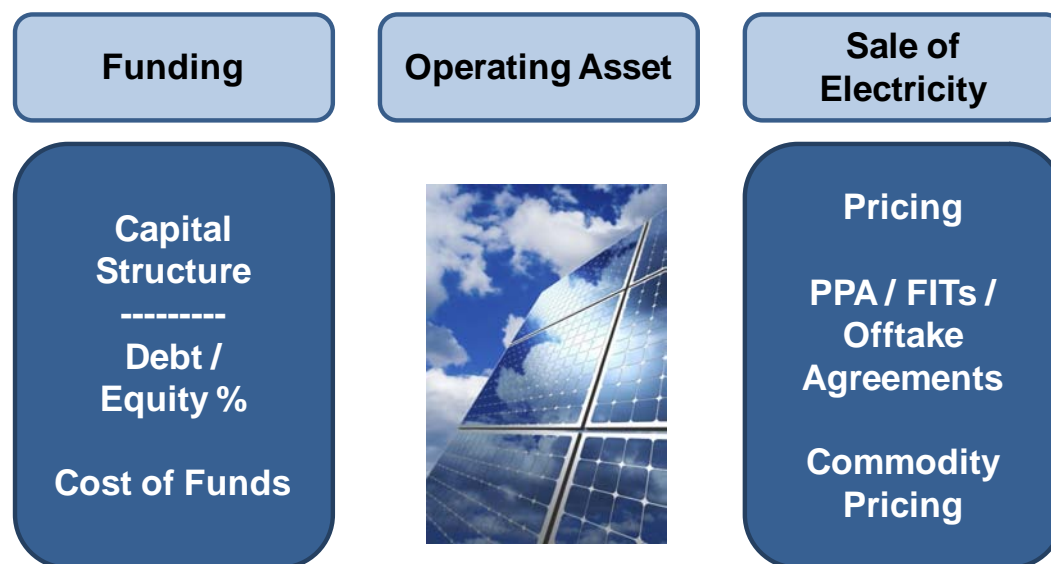 Funding
Operating Asset
Sale of
Electricity
Capital
Structure
---------
Debt /
Equity %
Cost of Funds
Pricing
PPA / FITs /
Offtake
Agreements
Commodity
Pricing